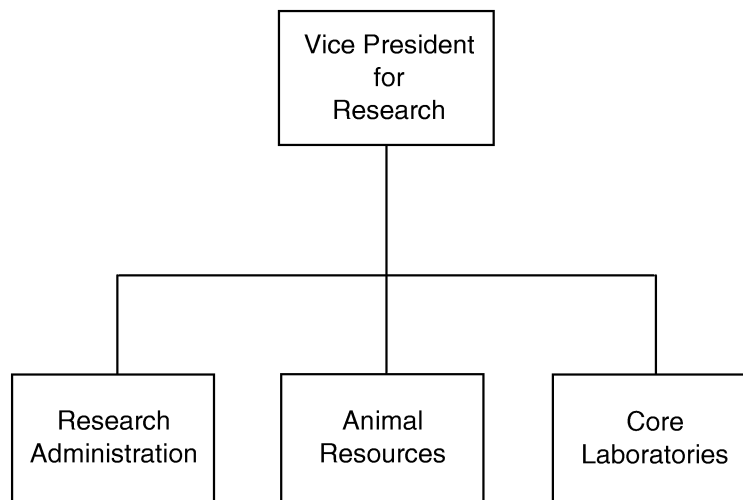 Vice President
for
Research
Research
Administration
Animal
Resources
Core
Laboratories